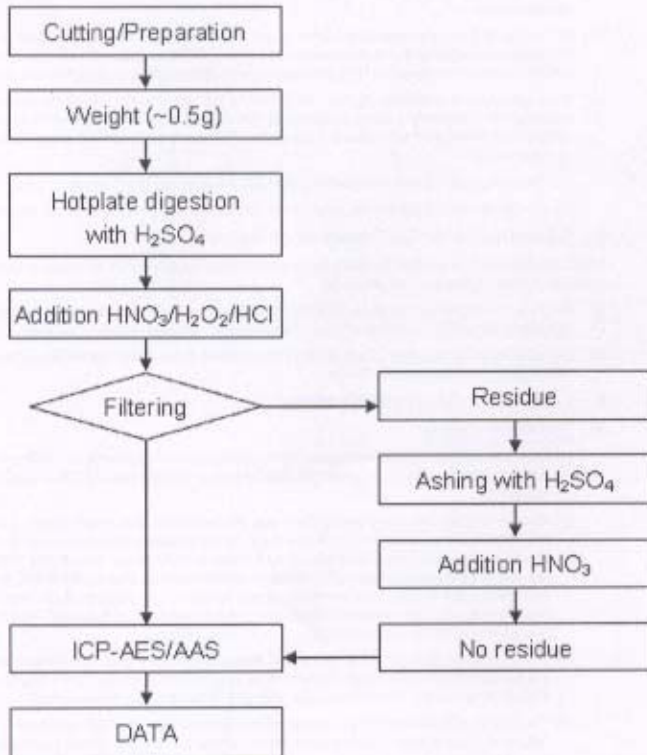 Cutting/Preparation
Weight (~0.5g)
Hotplate digestion
with H₂SO₄
Addition HNO₃/H₂O₂/HCl
Filtering
Residue
Ashing with H₂SO₄
Addition HNO₃
No residue
ICP-AES/AAS
DATA